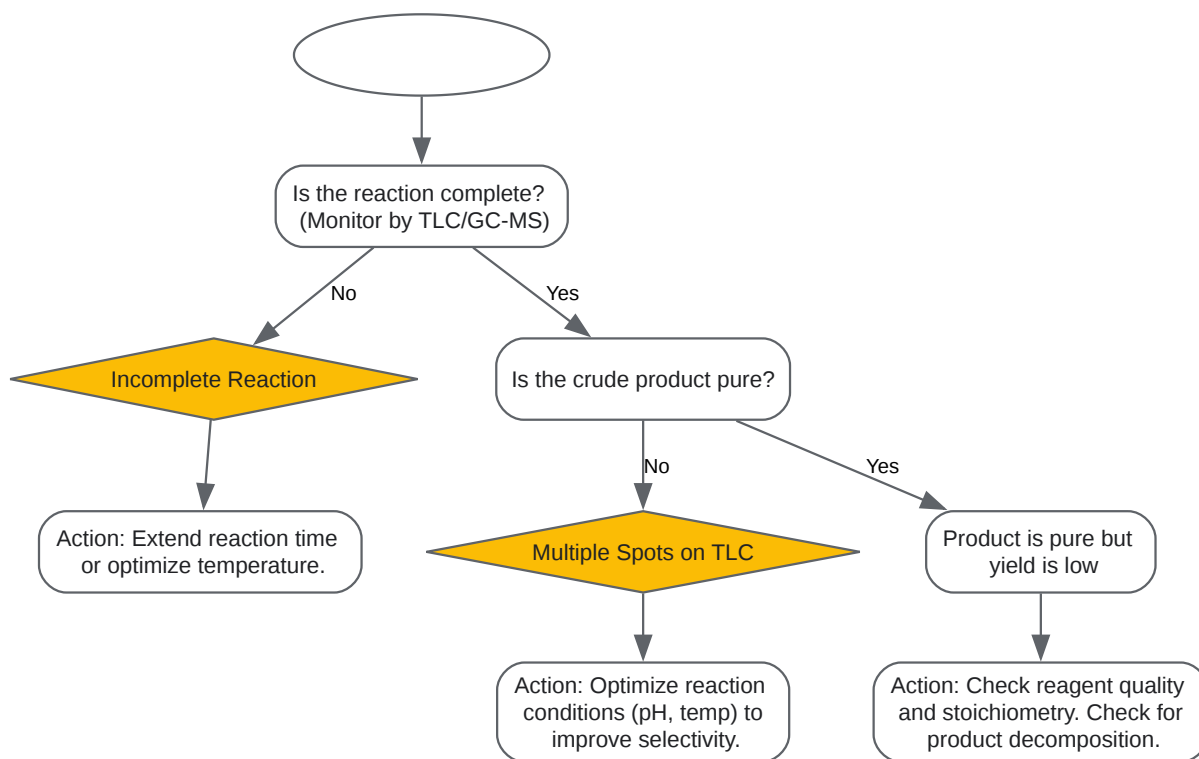 Is the reaction complete?
(Monitor by TLC/GC-MS)
No
Yes
Incomplete Reaction
Is the crude product pure?
No
Yes
Action: Extend reaction time
or optimize temperature.
Multiple Spots on TLC
Product is pure but
yield is low
Action: Optimize reaction
conditions (pH, temp) to
improve selectivity.
Action: Check reagent quality
and stoichiometry. Check for
product decomposition.